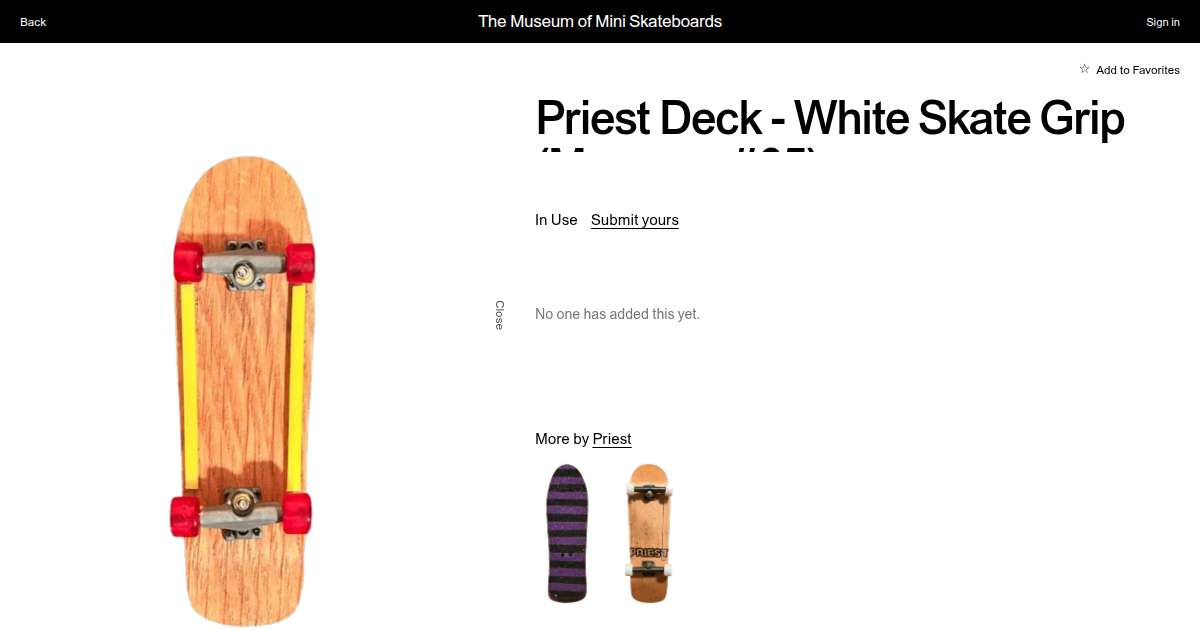 Back
The Museum of Mini Skateboards
Sign in
☆ Add to Favorites
Priest Deck - White Skate Grip
In Use Submit yours
Close
No one has added this yet.
More by Priest
PRIEST